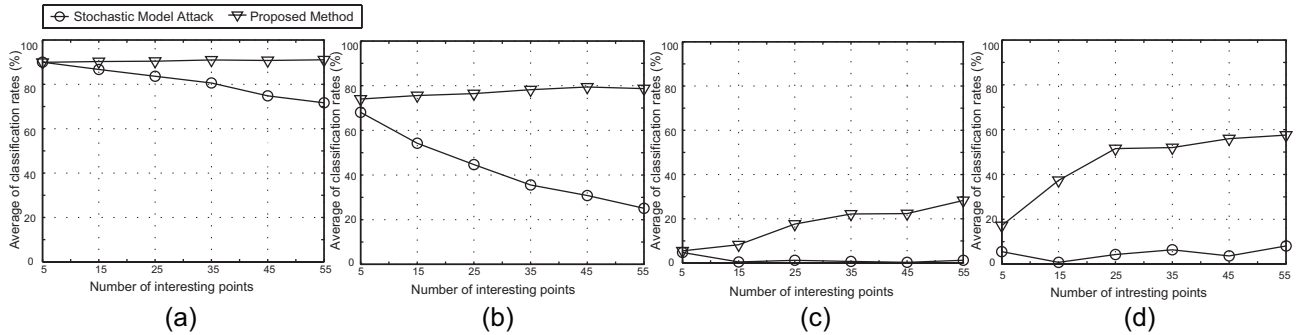 Stochastic Model Attack
Proposed Method
Average of classification rates (%)
100
80
60
40
20
0
5 15 25 35 45 55
Number of interesting points
(a)
Average of classification rates (%)
100
80
60
40
20
0
5 15 25 35 45 55
Number of interesting points
(b)
Average of classification rates (%)
100
80
60
40
20
0
5 15 25 35 45 55
Number of interesting points
(c)
Average of classification rates (%)
100
80
60
40
20
0
5 15 25 35 45 55
Number of intresting points
(d)